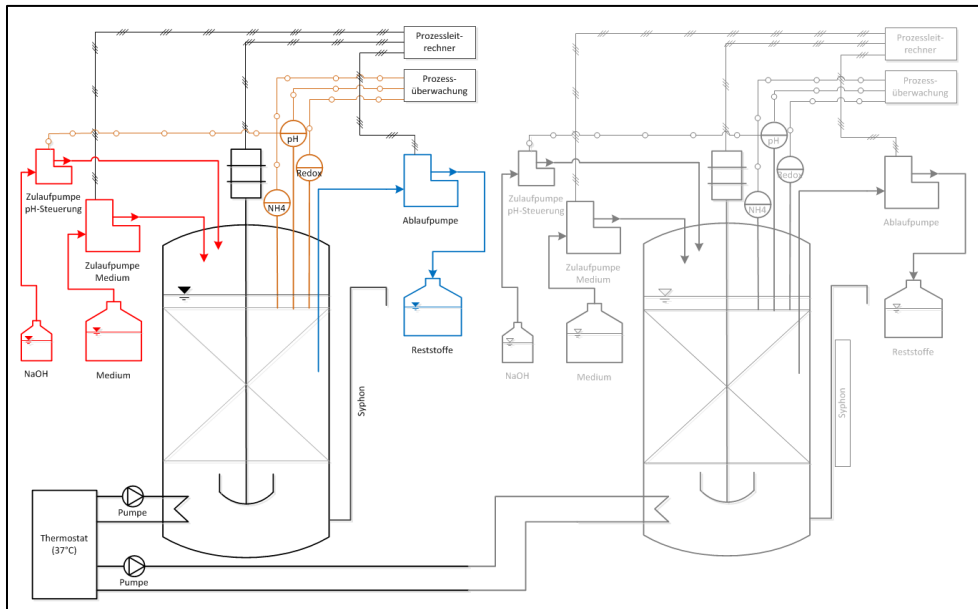 Prozessleit-
rechner
Prozess-
überwachung
pH
Redox
NH4
Zulaufpumpe
pH-Steuerung
Zulaufpumpe
Medium
Ablaufpumpe
NaOH
Medium
Reststoffe
Syphon
Pumpe
Thermostat
(37°C)
Pumpe
Prozessleit-
rechner
Prozess-
überwachung
pH
Redox
NH4
Zulaufpumpe
pH-Steuerung
Zulaufpumpe
Medium
Ablaufpumpe
NaOH
Medium
Reststoffe
Syphon